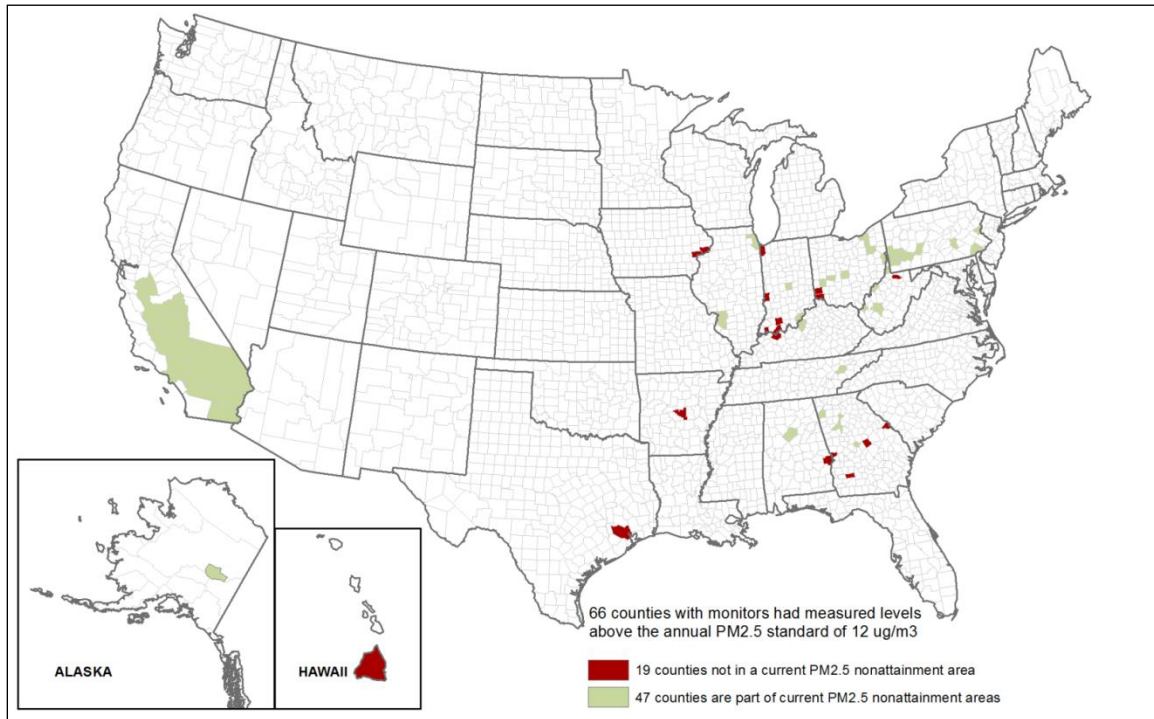 66 counties with monitors had measured levels
above the annual PM2.5 standard of 12 ug/m3
19 counties not in a current PM2.5 nonattainment area
47 counties are part of current PM2.5 nonattainment areas
ALASKA
HAWAII